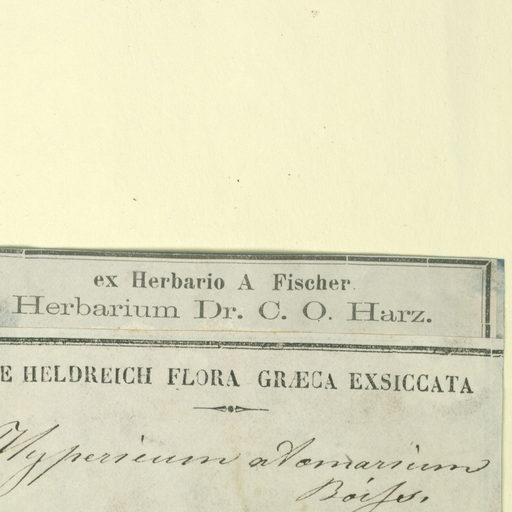 ex Herbario A Fischer.
Herbarium Dr. C. O. Harz.
E HELDREICH FLORA GRÆCA EXSICCATA
Hypericum atomarium
Boiss.